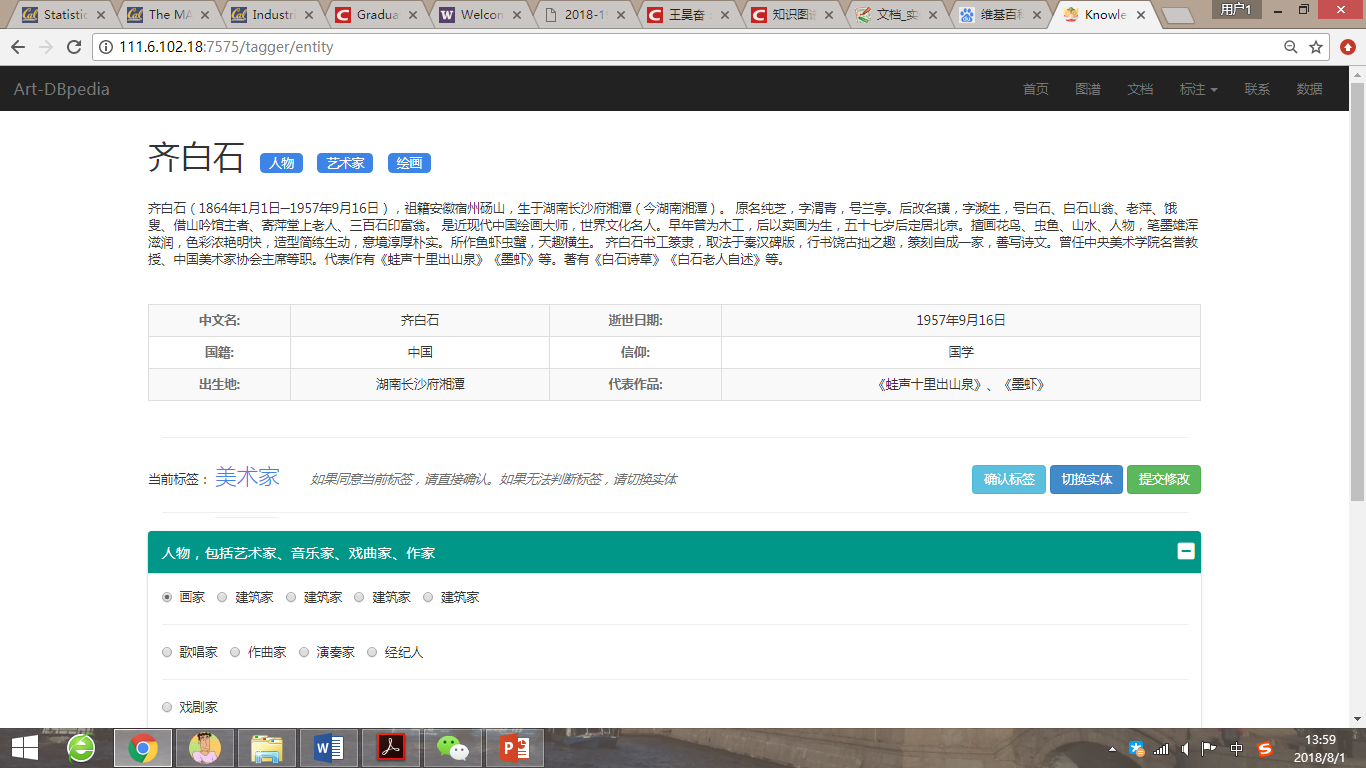 Statistic
The MA
Industri
Gradua
Welcon
2018-1
王昊奋
知识图谱
文档_实
维基百科
Knowle
用户1
111.6.102.18:7575/tagger/entity
Art-DBpedia 首页 图谱 文档 标注 联系 数据
齐白石 人物 艺术家 绘画
齐白石（1864年1月1日—1957年9月16日），祖籍安徽宿州砀山，生于湖南长沙府湘潭（今湖南湘潭）。 原名纯芝，字渭青，号兰亭。后改名璜，字濒生，号白石、白石山翁、老萍、饿
叟、借山吟馆主者、寄萍堂上老人、三百石印富翁。 是近现代中国绘画大师，世界文化名人。早年曾为木工，后以卖画为生，五十七岁后定居北京。擅画花鸟、虫鱼、山水、人物，笔墨雄浑
滋润，色彩浓艳明快，造型简练生动，意境淳厚朴实。所作鱼虾虫蟹，天趣横生。 齐白石书工篆隶，取法于秦汉碑版，行书饶古拙之趣，篆刻自成一家，善写诗文。曾任中央美术学院名誉教
授、中国美术家协会主席等职。代表作有《蛙声十里出山泉》《墨虾》等。著有《白石诗草》《白石老人自述》等。
中文名: 齐白石 逝世日期: 1957年9月16日
国籍: 中国 信仰: 国学
出生地: 湖南长沙府湘潭 代表作品: 《蛙声十里出山泉》、《墨虾》
当前标签： 美术家 如果同意当前标签，请直接确认。如果无法判断标签，请切换实体 确认标签 切换实体 提交修改
人物，包括艺术家、音乐家、戏曲家、作家
画家 建筑家 建筑家 建筑家 建筑家
歌唱家 作曲家 演奏家 经纪人
戏剧家
中
13:59
2018/8/1